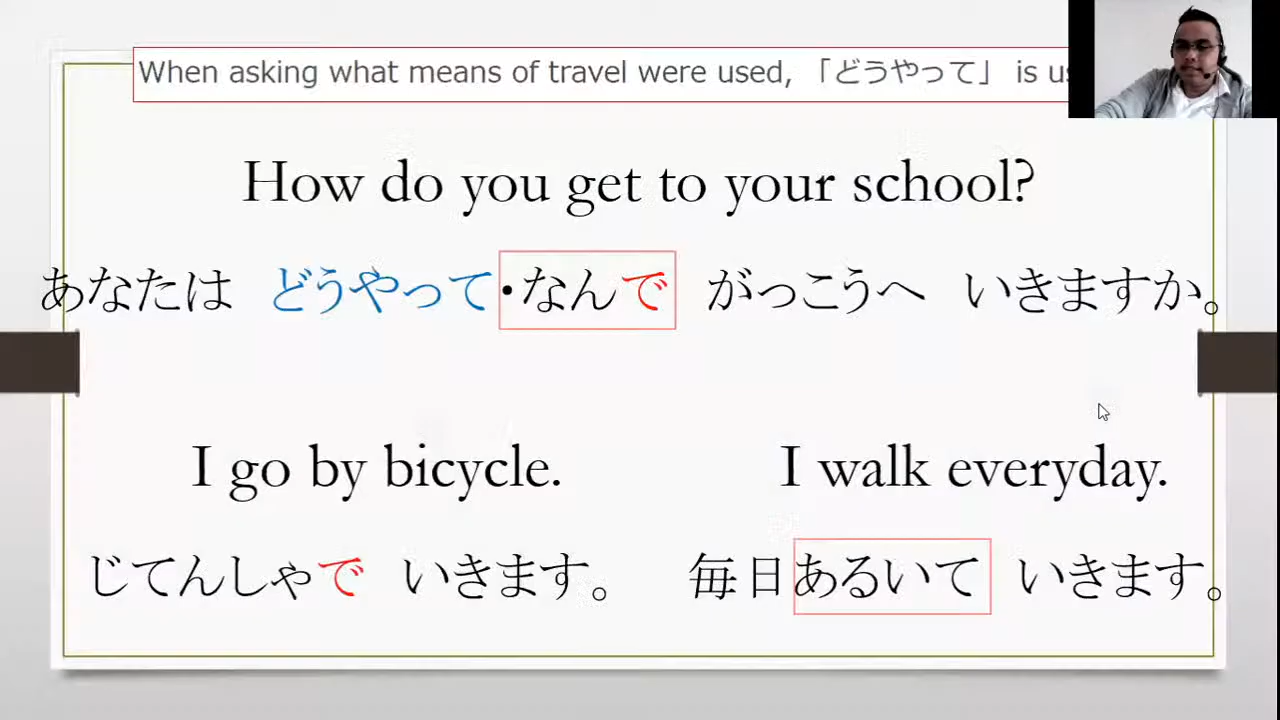 When asking what means of travel were used, 「どうやって」 is
How do you get to your school?
あなたは どうやって・なんで がっこうへ いきますか。
I go by bicycle. I walk everyday.
じてんしゃで いきます。 毎日あるいて いきます。